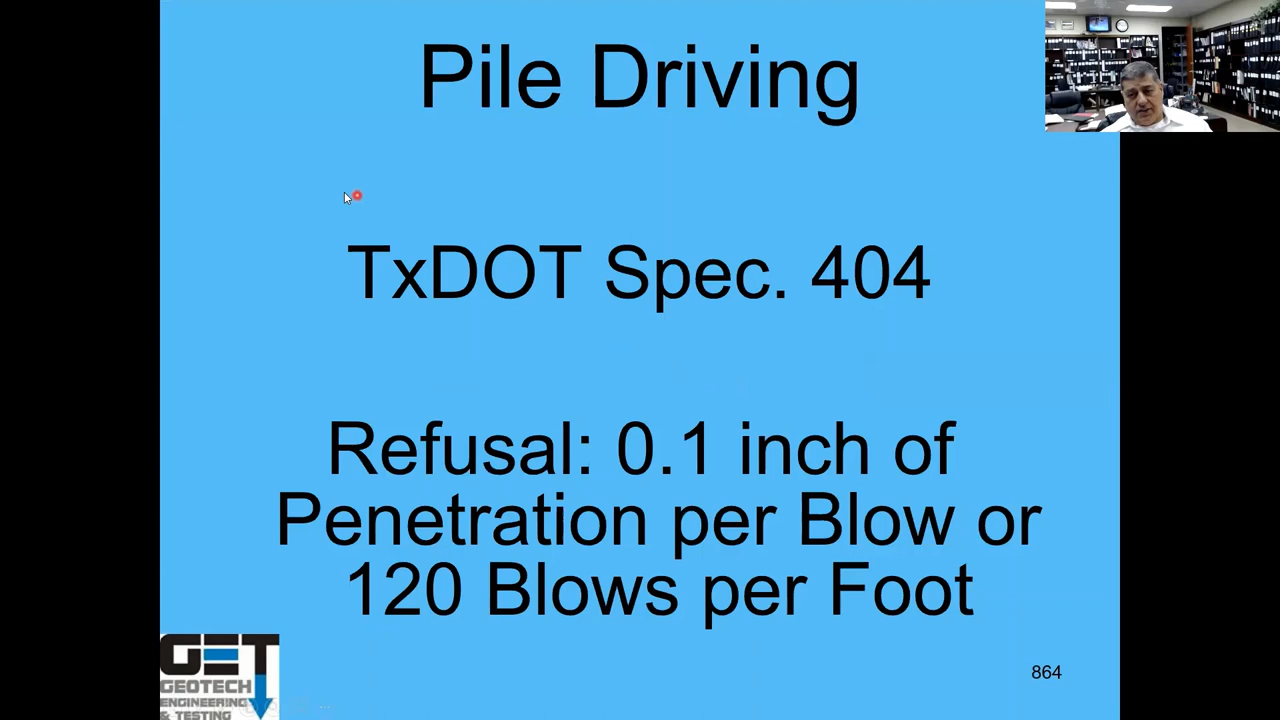 Pile Driving
TxDOT Spec. 404
Refusal: 0.1 inch of
Penetration per Blow or
120 Blows per Foot
GET
GEOTECH
ENGINEERING
& TESTING
864